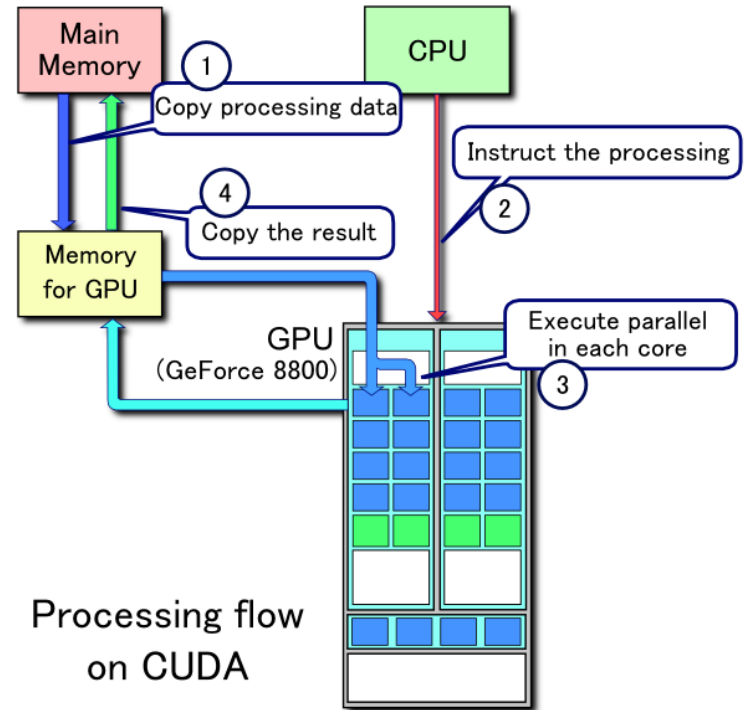 Main
Memory
CPU
1
Copy processing data
Instruct the processing
2
4
Copy the result
Memory
for GPU
GPU
(GeForce 8800)
Execute parallel
in each core
3
Processing flow
on CUDA